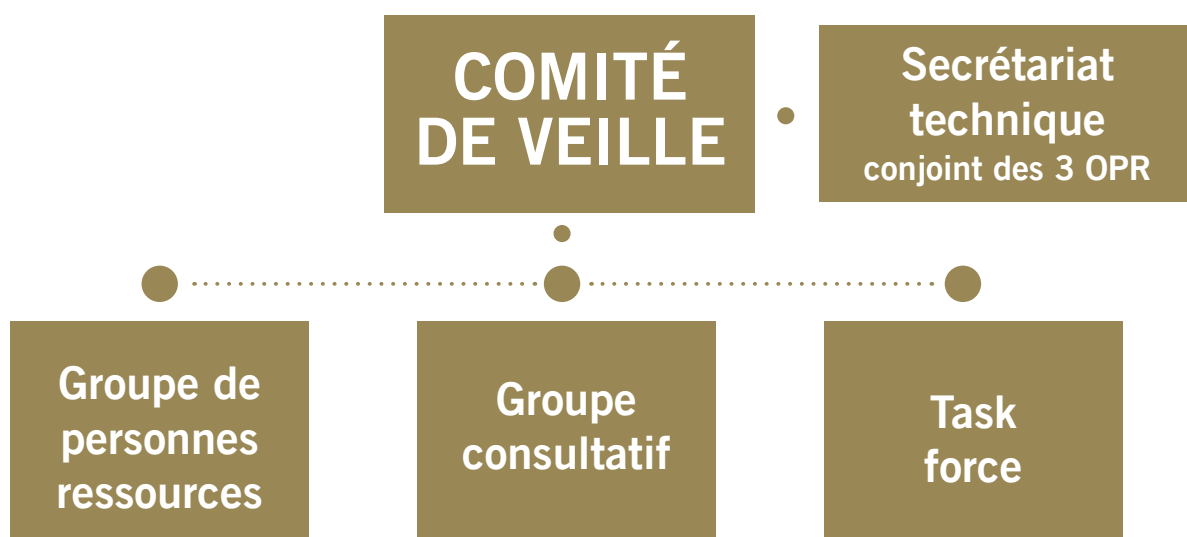 COMITÉ
DE VEILLE
Secrétariat
technique
conjoint des 3 OPR
Groupe de
personnes
ressources
Groupe
consultatif
Task
force